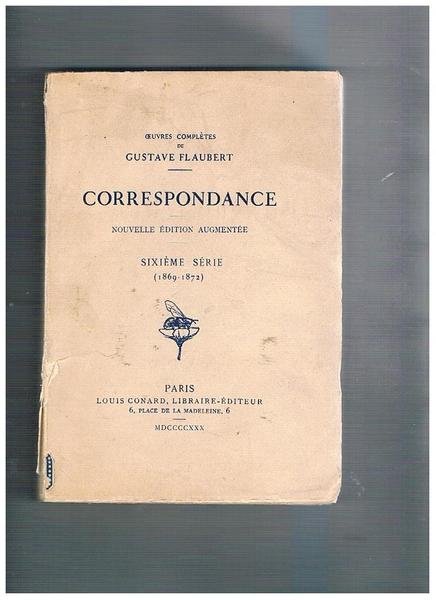 ŒUVRES COMPLÈTES
DE
GUSTAVE FLAUBERT
CORRESPONDANCE
NOUVELLE ÉDITION AUGMENTÉE
SIXIÈME SÉRIE
(1869-1872)
PARIS
LOUIS CONARD, LIBRAIRE-ÉDITEUR
6, PLACE DE LA MADELEINE, 6
MDCCCCXXX